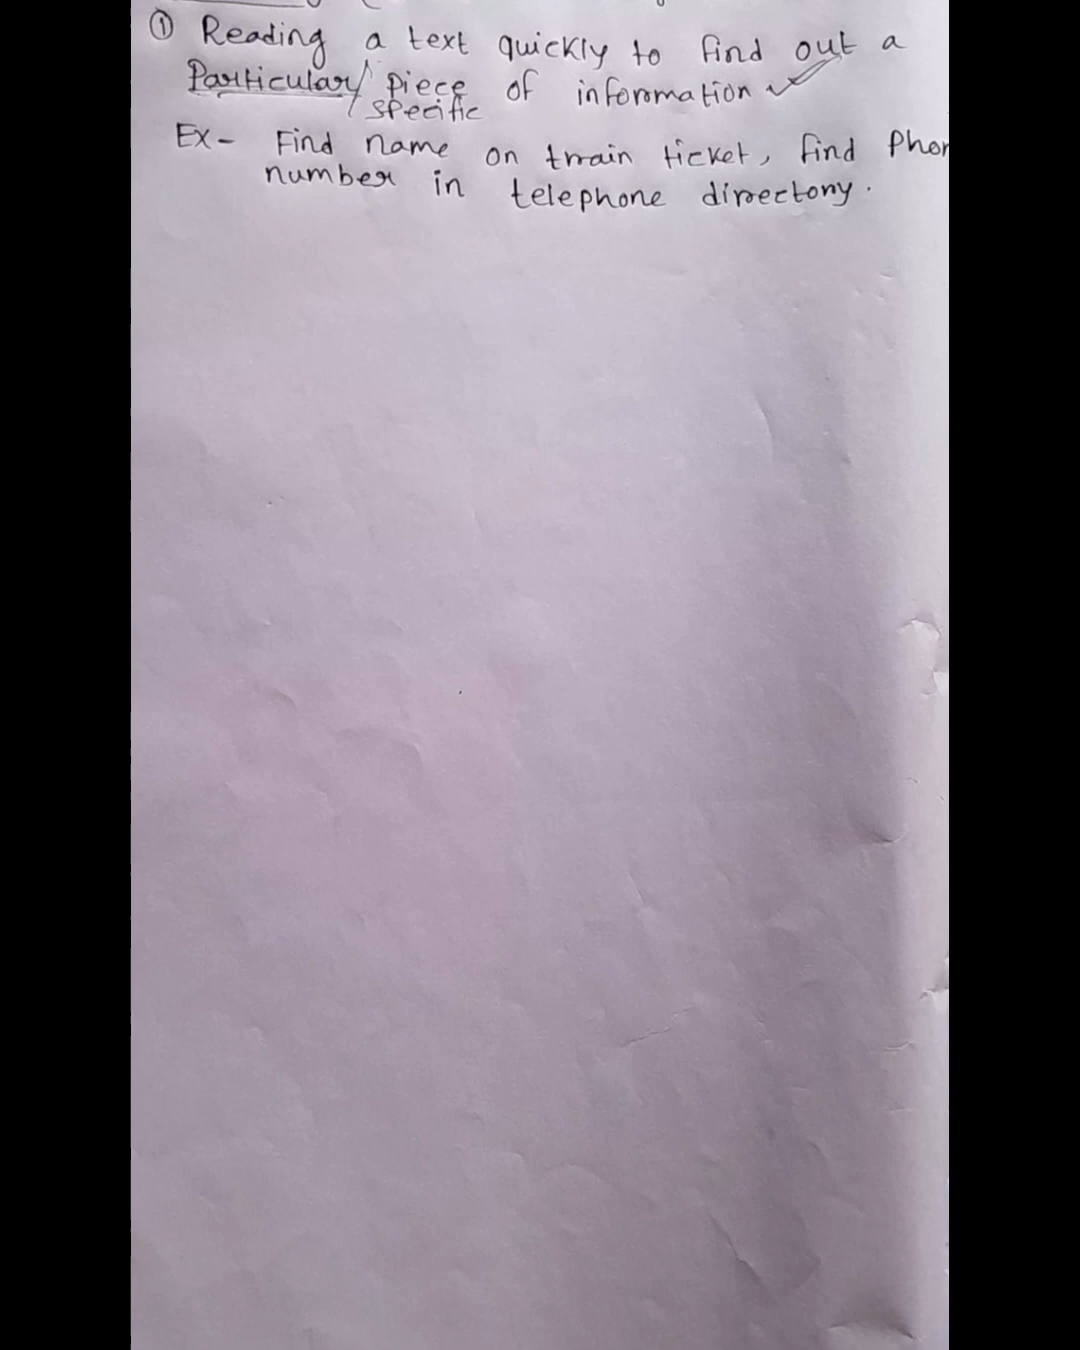 ① Reading a text quickly to find out a
Particular/ piece of information ✓
/ specific
Ex- Find name on train ticket, find Phon
number in telephone directory.